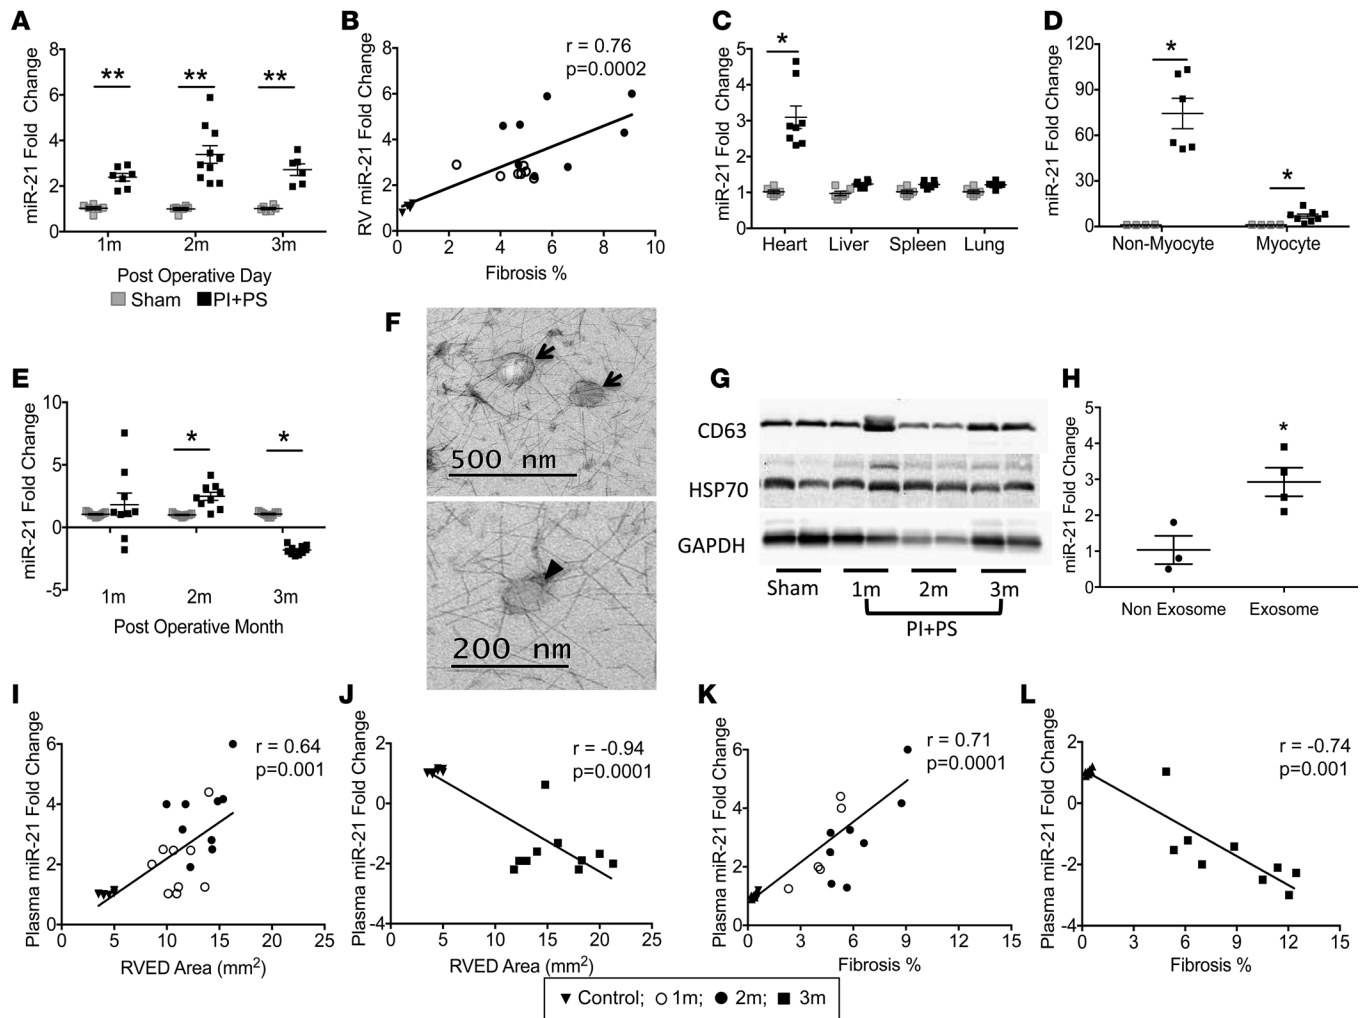 A
miR-21 Fold Change
8
6
4
2
0
**
**
**
1m
2m
3m
Post Operative Day
Sham
PI+PS
B
RV miR-21 Fold Change
8
6
4
2
0
r = 0.76
p=0.0002
0
2
4
6
8
10
Fibrosis %
C
miR-21 Fold Change
5
4
3
2
1
0
*
Heart
Liver
Spleen
Lung
D
miR-21 Fold Change
120
90
60
30
0
*
*
Non-Myocyte
Myocyte
E
miR-21 Fold Change
10
5
0
-5
*
*
1m
2m
3m
Post Operative Month
F
500 nm
200 nm
G
CD63
HSP70
GAPDH
Sham
1m
2m
3m
PI+PS
H
miR-21 Fold Change
5
4
3
2
1
0
*
Non Exosome
Exosome
I
Plasma miR-21 Fold Change
6
4
2
0
r = 0.64
p=0.001
0
5
10
15
20
25
RVED Area (mm²)
J
Plasma miR-21 Fold Change
2
0
-2
-4
r = -0.94
p=0.0001
0
5
10
15
20
25
RVED Area (mm²)
K
Plasma miR-21 Fold Change
6
4
2
0
r = 0.71
p=0.0001
0
3
6
9
12
15
Fibrosis %
L
Plasma miR-21 Fold Change
2
0
-2
-4
r = -0.74
p=0.001
0
3
6
9
12
15
Fibrosis %
Control; 1m; 2m; 3m